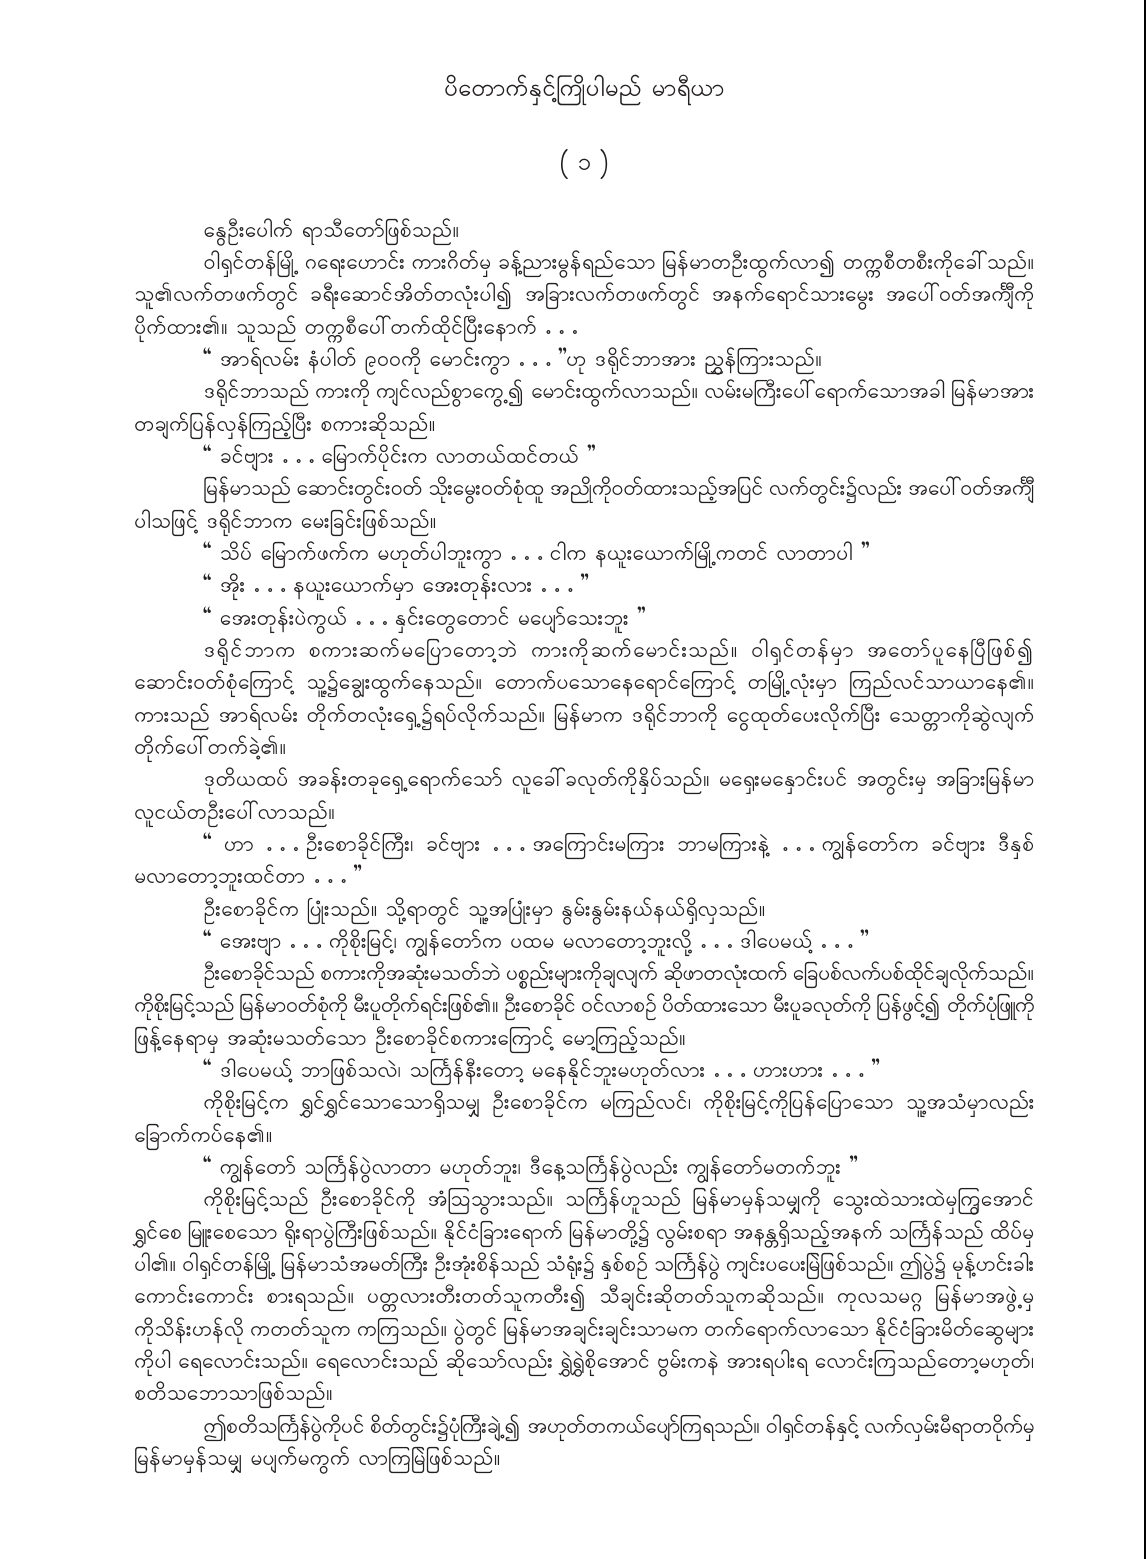 ပိတောက်နှင့်ကြိုပါမည် မာရီယာ
( ၁ )
နွေဦးပေါက် ရာသီတော်ဖြစ်သည်။
ဝါရှင်တန်မြို့ ဂရေးဟောင်း ကားဂိတ်မှ ခန့်ညားမွန်ရည်သော မြန်မာတဦးထွက်လာ၍ တက္ကစီတစီးကိုခေါ်သည်။
သူ၏လက်တဖက်တွင် ခရီးဆောင်အိတ်တလုံးပါ၍ အခြားလက်တဖက်တွင် အနက်ရောင်သားမွေး အပေါ်ဝတ်အင်္ကျီကို
ပိုက်ထား၏။ သူသည် တက္ကစီပေါ်တက်ထိုင်ပြီးနောက် . . .
“ အာရ်လမ်း နံပါတ် ၉၀၀ကို မောင်းကွာ . . . ”ဟု ဒရိုင်ဘာအား ညွှန်ကြားသည်။
ဒရိုင်ဘာသည် ကားကို ကျင်လည်စွာကွေ့၍ မောင်းထွက်လာသည်။ လမ်းမကြီးပေါ်ရောက်သောအခါ မြန်မာအား
တချက်ပြန်လှန်ကြည့်ပြီး စကားဆိုသည်။
“ ခင်ဗျား . . . မြောက်ပိုင်းက လာတယ်ထင်တယ် ”
မြန်မာသည် ဆောင်းတွင်းဝတ် သိုးမွေးဝတ်စုံထူ အညိုကိုဝတ်ထားသည့်အပြင် လက်တွင်း၌လည်း အပေါ်ဝတ်အင်္ကျီ
ပါသဖြင့် ဒရိုင်ဘာက မေးခြင်းဖြစ်သည်။
“ သိပ် မြောက်ဖက်က မဟုတ်ပါဘူးကွာ . . . ငါက နယူးယောက်မြို့ကတင် လာတာပါ ”
“ အိုး . . . နယူးယောက်မှာ အေးတုန်းလား . . . ”
“ အေးတုန်းပဲကွယ် . . . နှင်းတွေတောင် မပျော်သေးဘူး ”
ဒရိုင်ဘာက စကားဆက်မပြောတော့ဘဲ ကားကိုဆက်မောင်းသည်။ ဝါရှင်တန်မှာ အတော်ပူနေပြီဖြစ်၍
ဆောင်းဝတ်စုံကြောင့် သူ့၌ချွေးထွက်နေသည်။ တောက်ပသောနေရောင်ကြောင့် တမြို့လုံးမှာ ကြည်လင်သာယာနေ၏။
ကားသည် အာရ်လမ်း တိုက်တလုံးရှေ့၌ရပ်လိုက်သည်။ မြန်မာက ဒရိုင်ဘာကို ငွေထုတ်ပေးလိုက်ပြီး သေတ္တာကိုဆွဲလျက်
တိုက်ပေါ်တက်ခဲ့၏။
ဒုတိယထပ် အခန်းတခုရှေ့ရောက်သော် လူခေါ်ခလုတ်ကိုနှိပ်သည်။ မရှေးမနှောင်းပင် အတွင်းမှ အခြားမြန်မာ
လူငယ်တဦးပေါ်လာသည်။
“ ဟာ . . . ဦးစောခိုင်ကြီး၊ ခင်ဗျား . . . အကြောင်းမကြား ဘာမကြားနဲ့ . . . ကျွန်တော်က ခင်ဗျား ဒီနှစ်
မလာတော့ဘူးထင်တာ . . . ”
ဦးစောခိုင်က ပြုံးသည်။ သို့ရာတွင် သူ့အပြုံးမှာ နွမ်းနွမ်းနယ်နယ်ရှိလှသည်။
“ အေးဗျာ . . . ကိုစိုးမြင့်၊ ကျွန်တော်က ပထမ မလာတော့ဘူးလို့ . . . ဒါပေမယ့် . . . ”
ဦးစောခိုင်သည် စကားကိုအဆုံးမသတ်ဘဲ ပစ္စည်းများကိုချလျက် ဆိုဖာတလုံးထက် ခြေပစ်လက်ပစ်ထိုင်ချလိုက်သည်။
ကိုစိုးမြင့်သည် မြန်မာဝတ်စုံကို မီးပူတိုက်ရင်းဖြစ်၏။ ဦးစောခိုင် ဝင်လာစဉ် ပိတ်ထားသော မီးပူခလုတ်ကို ပြန်ဖွင့်၍ တိုက်ပုံဖြူကို
ဖြန့်နေရာမှ အဆုံးမသတ်သော ဦးစောခိုင်စကားကြောင့် မော့ကြည့်သည်။
“ ဒါပေမယ့် ဘာဖြစ်သလဲ၊ သင်္ကြန်နီးတော့ မနေနိုင်ဘူးမဟုတ်လား . . . ဟားဟား . . . ”
ကိုစိုးမြင့်က ရွှင်ရွှင်သောသောရှိသမျှ ဦးစောခိုင်က မကြည်လင်၊ ကိုစိုးမြင့်ကိုပြန်ပြောသော သူ့အသံမှာလည်း
ခြောက်ကပ်နေ၏။
“ ကျွန်တော် သင်္ကြန်ပွဲလာတာ မဟုတ်ဘူး၊ ဒီနေ့သင်္ကြန်ပွဲလည်း ကျွန်တော်မတက်ဘူး ”
ကိုစိုးမြင့်သည် ဦးစောခိုင်ကို အံဩသွားသည်။ သင်္ကြန်ဟူသည် မြန်မာမှန်သမျှကို သွေးထဲသားထဲမှကြွအောင်
ရွှင်စေ မြူးစေသော ရိုးရာပွဲကြီးဖြစ်သည်။ နိုင်ငံခြားရောက် မြန်မာတို့၌ လွမ်းစရာ အနန္တရှိသည့်အနက် သင်္ကြန်သည် ထိပ်မှ
ပါ၏။ ဝါရှင်တန်မြို့ မြန်မာသံအမတ်ကြီး ဦးအုံးစိန်သည် သံရုံး၌ နှစ်စဉ် သင်္ကြန်ပွဲ ကျင်းပပေးမြဲဖြစ်သည်။ ဤပွဲ၌ မုန့်ဟင်းခါး
ကောင်းကောင်း စားရသည်။ ပတ္တလားတီးတတ်သူကတီး၍ သီချင်းဆိုတတ်သူကဆိုသည်။ ကုလသမဂ္ဂ မြန်မာအဖွဲ့မှ
ကိုသိန်းဟန်လို ကတတ်သူက ကကြသည်။ ပွဲတွင် မြန်မာအချင်းချင်းသာမက တက်ရောက်လာသော နိုင်ငံခြားမိတ်ဆွေများ
ကိုပါ ရေလောင်းသည်။ ရေလောင်းသည် ဆိုသော်လည်း ရွှဲရွှဲစိုအောင် ဗွမ်းကနဲ အားရပါးရ လောင်းကြသည်တော့မဟုတ်၊
စတိသဘောသာဖြစ်သည်။
ဤစတိသင်္ကြန်ပွဲကိုပင် စိတ်တွင်း၌ပုံကြီးချဲ့၍ အဟုတ်တကယ်ပျော်ကြရသည်။ ဝါရှင်တန်နှင့် လက်လှမ်းမီရာတဝိုက်မှ
မြန်မာမှန်သမျှ မပျက်မကွက် လာကြမြဲဖြစ်သည်။